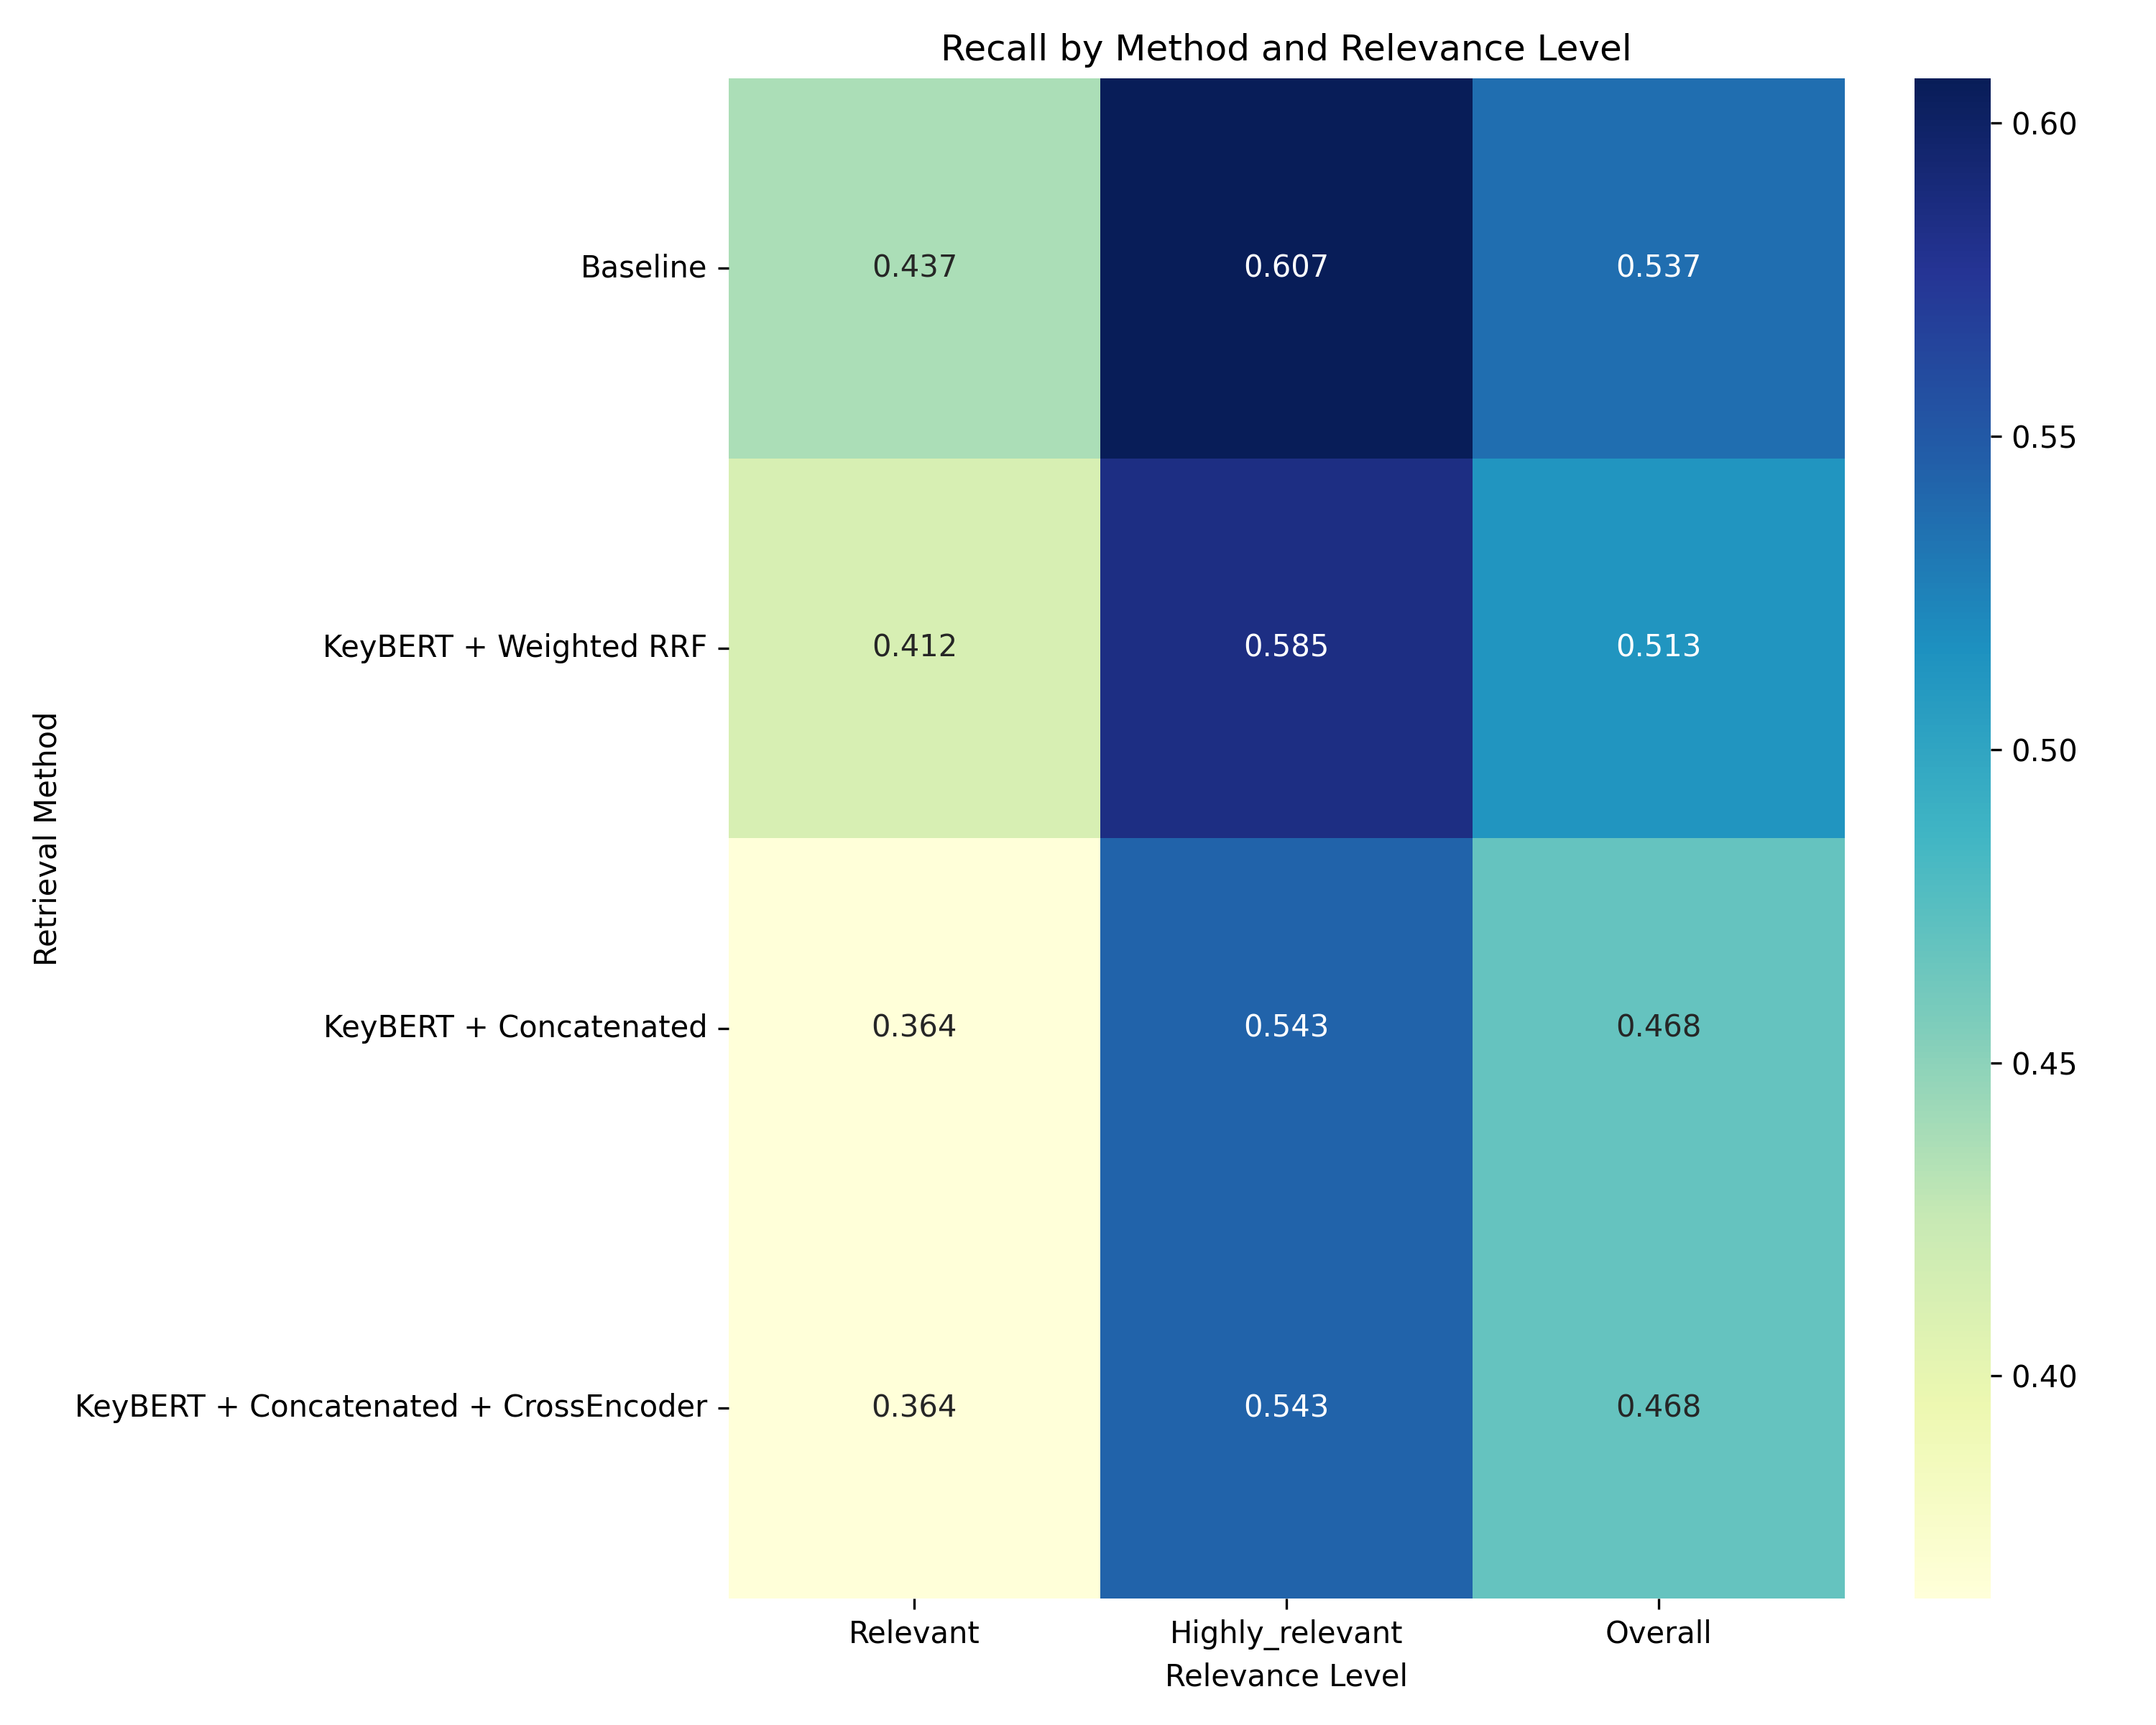 Recall by Method and Relevance Level
Retrieval Method
Baseline 0.437 0.607 0.537
KeyBERT + Weighted RRF 0.412 0.585 0.513
KeyBERT + Concatenated 0.364 0.543 0.468
KeyBERT + Concatenated + CrossEncoder 0.364 0.543 0.468
Relevant Highly_relevant Overall
Relevance Level
0.60
0.55
0.50
0.45
0.40